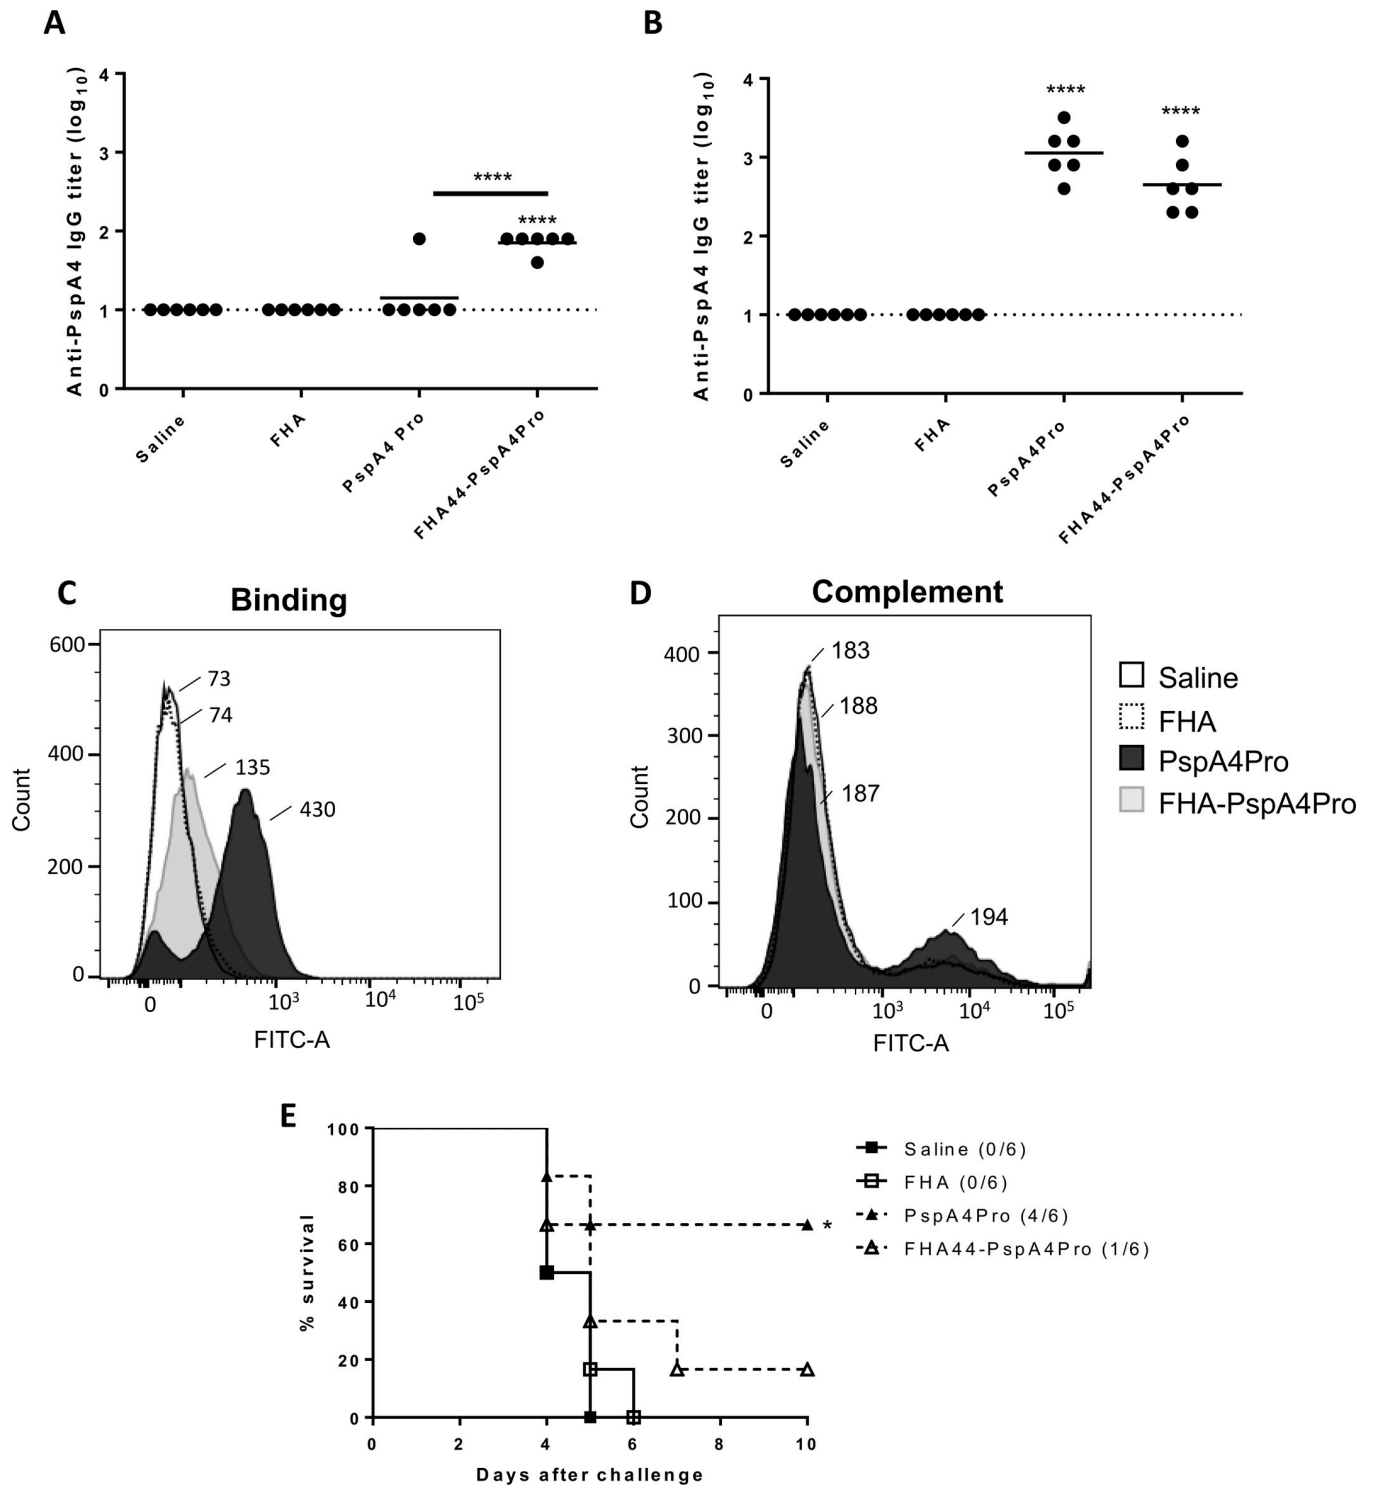 A
Anti-PspA4 IgG titer (log10)
4
3
2
1
0
****
****
Saline
FHA
PspA4 Pro
FHA44-PspA4Pro
B
Anti-PspA4 IgG titer (log10)
4
3
2
1
0
****
****
Saline
FHA
PspA4Pro
FHA44-PspA4Pro
C
Binding
Count
600
400
200
0
73
74
135
430
0
10³
10⁴
10⁵
FITC-A
D
Complement
Count
400
300
200
100
0
183
188
187
194
0
10³
10⁴
10⁵
FITC-A
Saline
FHA
PspA4Pro
FHA-PspA4Pro
E
% survival
100
80
60
40
20
0
*
0
2
4
6
8
10
Days after challenge
Saline (0/6)
FHA (0/6)
PspA4Pro (4/6)
FHA44-PspA4Pro (1/6)